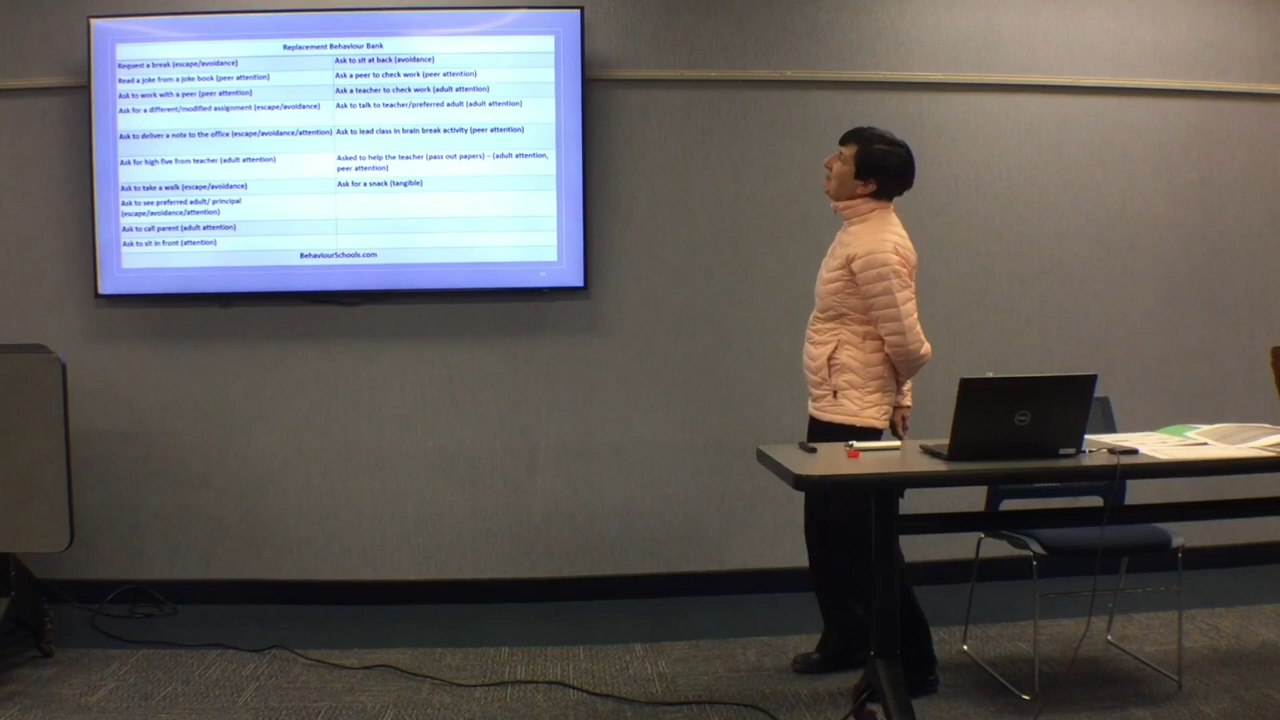 Replacement Behaviour Bank
Request a break (escape/avoidance)
Ask to sit at back (avoidance)
Read a joke from a joke book (peer attention)
Ask a peer to check work (peer attention)
Ask to work with a peer (peer attention)
Ask a teacher to check work (adult attention)
Ask for a different/modified assignment (escape/avoidance)
Ask to talk to teacher/preferred adult (adult attention)
Ask to deliver a note to the office (escape/avoidance/attention)
Ask to lead class in brain break activity (peer attention)
Ask for high five from teacher (adult attention)
Asked to help the teacher (pass out papers) – (adult attention,
peer attention)
Ask to take a walk (escape/avoidance)
Ask for a snack (tangible)
Ask to see preferred adult/ principal
(escape/avoidance/attention)
Ask to call parent (adult attention)
Ask to sit in front (attention)
BehaviourSchools.com
DELL